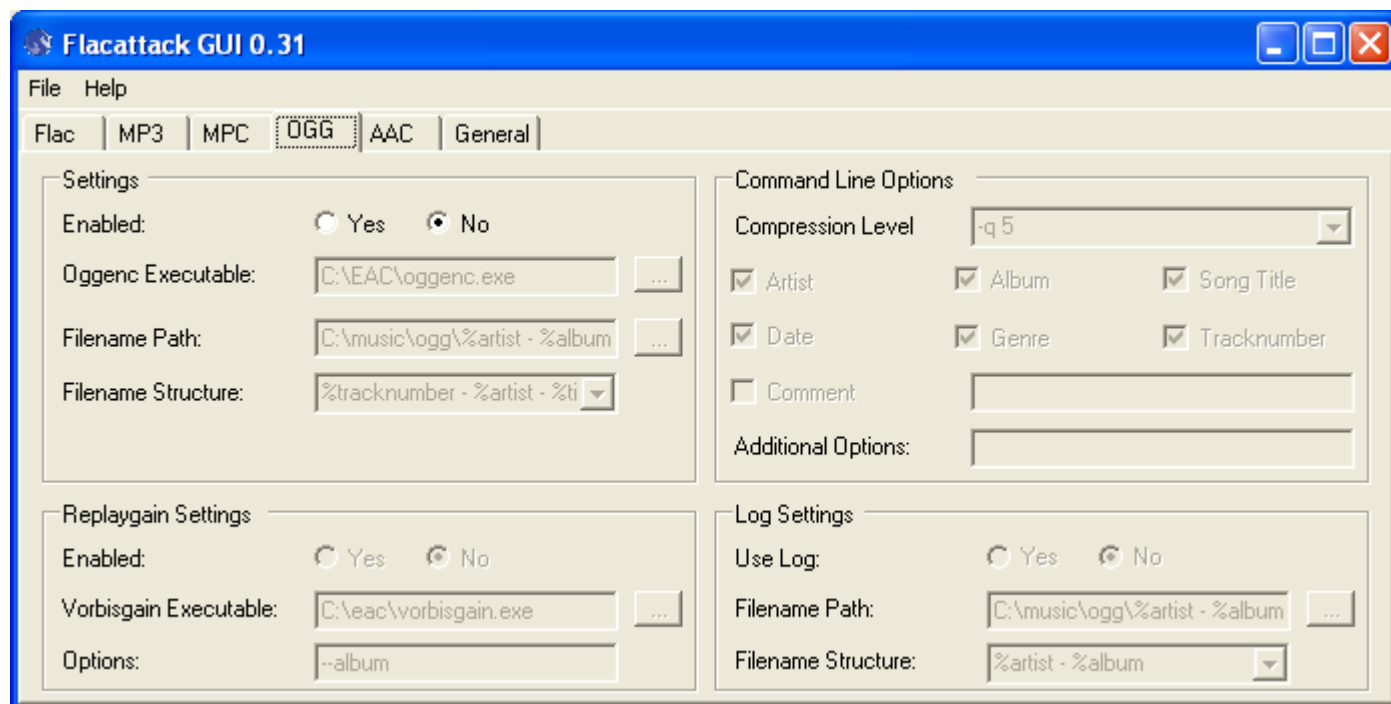 Flacattack GUI 0.31
File Help
Flac MP3 MPC OGG AAC General
Settings
Enabled: Yes No
Oggenc Executable: C:\EAC\oggenc.exe ...
Filename Path: C:\music\ogg\%artist - %album ...
Filename Structure: %tracknumber - %artist - %ti
Command Line Options
Compression Level -q 5
Artist Album Song Title
Date Genre Tracknumber
Comment
Additional Options:
Replaygain Settings
Enabled: Yes No
Vorbisgain Executable: C:\eac\vorbisgain.exe ...
Options: --album
Log Settings
Use Log: Yes No
Filename Path: C:\music\ogg\%artist - %album ...
Filename Structure: %artist - %album